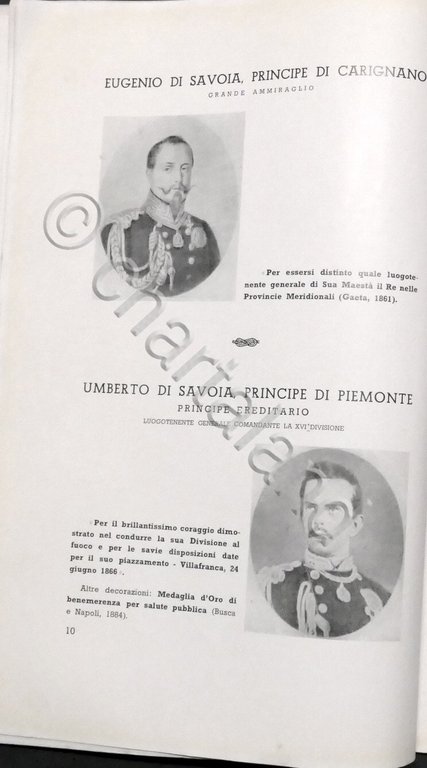 EUGENIO DI SAVOIA, PRINCIPE DI CARIGNANO
GRANDE AMMIRAGLIO
«Per essersi distinto quale luogote-
nente generale di Sua Maestà il Re nelle
Provincie Meridionali (Gaeta, 1861).
UMBERTO DI SAVOIA, PRINCIPE DI PIEMONTE
PRINCIPE EREDITARIO
LUOGOTENENTE GENERALE COMANDANTE LA XVI DIVISIONE
«Per il brillantissimo coraggio dimo-
strato nel condurre la sua Divisione al
fuoco e per le savie disposizioni date
per il suo piazzamento - Villafranca, 24
giugno 1866».
Altre decorazioni: Medaglia d'Oro di
benemerenza per salute pubblica (Busca
e Napoli, 1884).
10
© chartaland